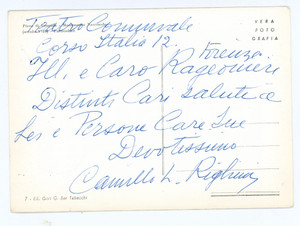 Teatro Comunale
Corso Italia 12. Firenze.
Ill. e Caro Ragioniere
Distinti Cari Saluti a
Lei e Persone Care Sue
Devotissimo
Camillo L. Righini
VERA
FOTO
GRAFIA